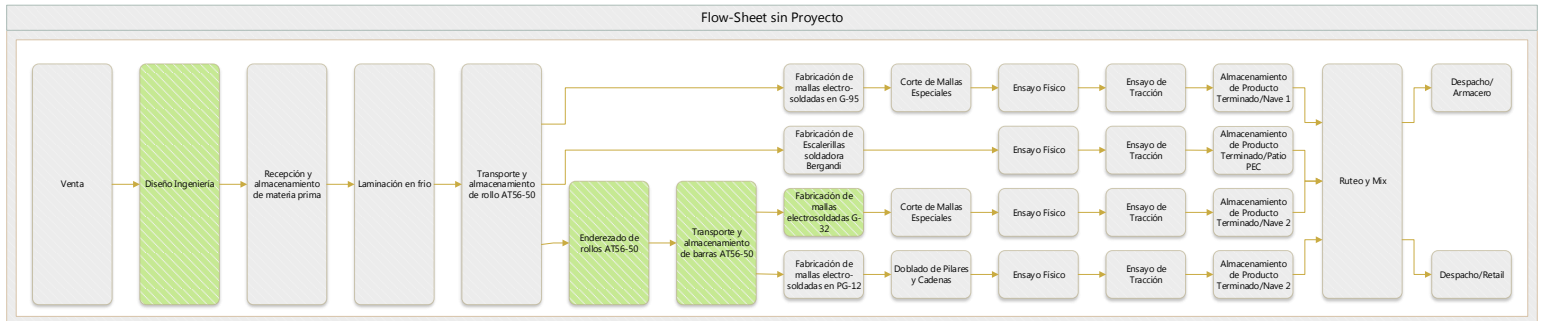 Flow-Sheet sin Proyecto
Venta
Diseño Ingeniería
Recepción y
almacenamiento
de materia prima
Laminación en frio
Transporte y
almacenamiento
de rollo AT56-50
Enderezado de
rollos AT56-50
Transporte y
almacenamiento
de barras AT56-50
Fabricación de
mallas electro-
soldadas en G-95
Corte de Mallas
Especiales
Ensayo Fisico
Ensayo de
Tracción
Almacenamiento
de Producto
Terminado/Nave 1
Fabricación de
Escalerillas
soldadora
Bergandi
Ensayo Fisico
Ensayo de
Tracción
Almacenamiento
de Producto
Terminado/Patio
PEC
Fabricación de
mallas
electrosoldadas G-
32
Corte de Mallas
Especiales
Ensayo Fisico
Ensayo de
Tracción
Almacenamiento
de Producto
Terminado/Nave 2
Fabricación de
mallas electro-
soldadas en PG-12
Doblado de Pilares
y Cadenas
Ensayo Fisico
Ensayo de
Tracción
Almacenamiento
de Producto
Terminado/Nave 2
Ruteo y Mix
Despacho/
Armacero
Despacho/Retail